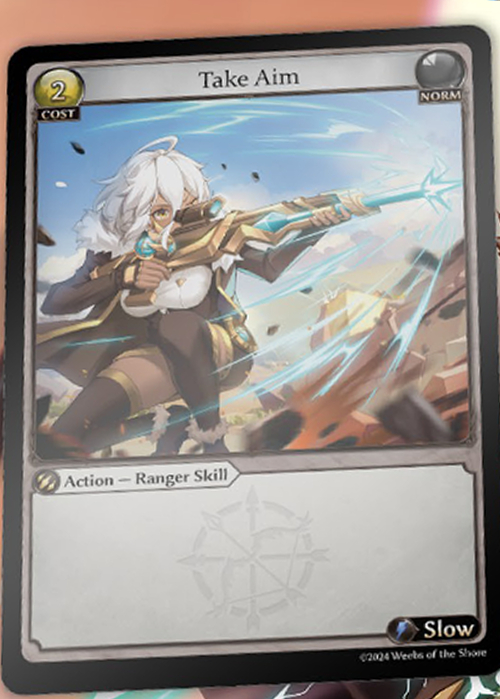 Take Aim
2
COST
NORM
Action — Ranger Skill
Slow
©2024 Weebs of the Shore